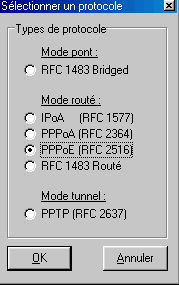 Sélectionner un protocole
Types de protocole
Mode pont :
RFC 1483 Bridged
Mode routé :
IPoA (RFC 1577)
PPPoA (RFC 2364)
PPPoE (RFC 2516)
RFC 1483 Routé
Mode tunnel :
PPTP (RFC 2637)
OK Annuler